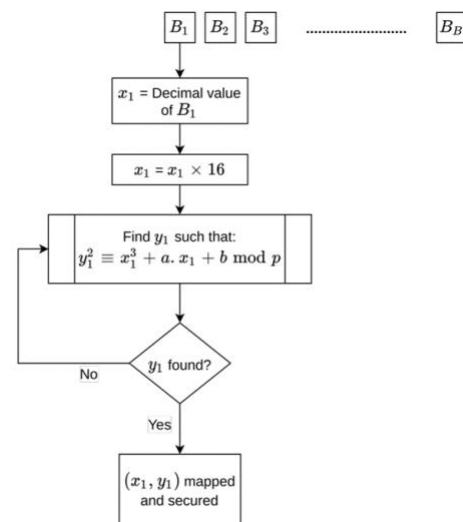 B₁ B₂ B₃ ........................... B_B
x₁ = Decimal value
of B₁
x₁ = x₁ × 16
Find y₁ such that:
y₁² ≡ x₁³ + a. x₁ + b mod p
y₁ found?
No
Yes
(x₁, y₁) mapped
and secured